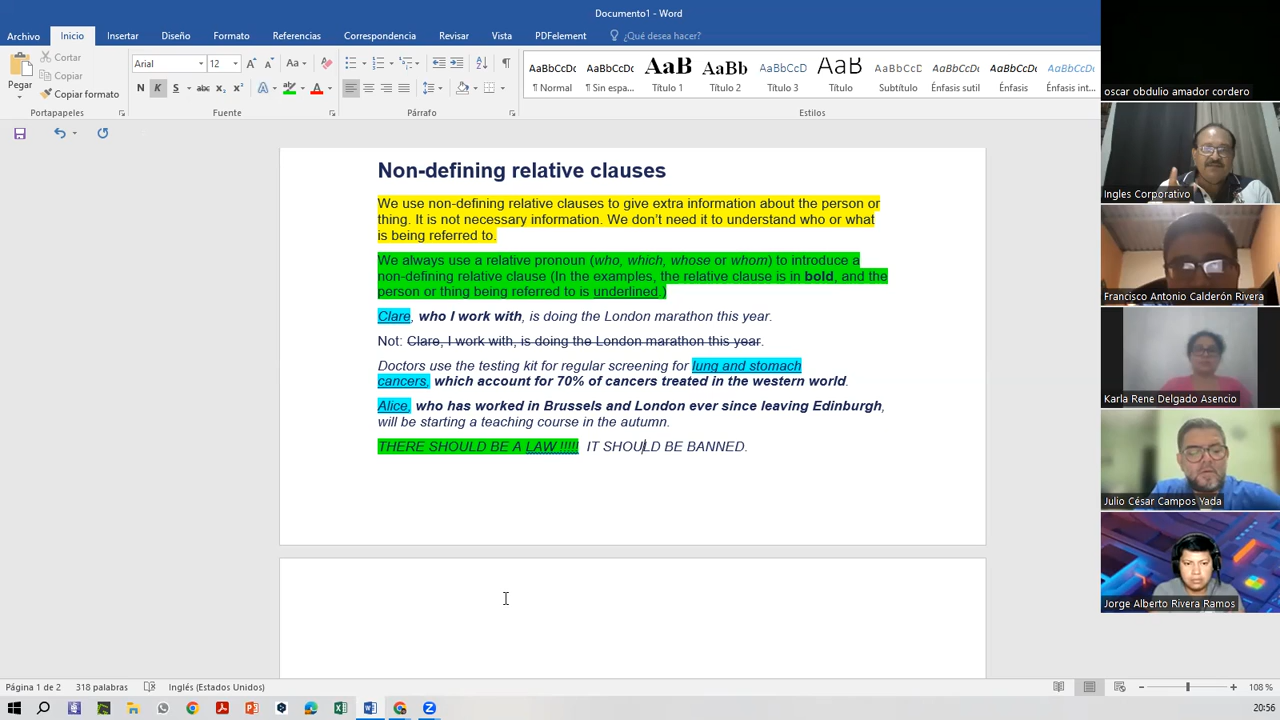 Documento1 - Word
Archivo Inicio Insertar Diseño Formato Referencias Correspondencia Revisar Vista PDFelement ¿Qué desea hacer?
Pegar
Cortar
Copiar
Copiar formato
Portapapeles
Arial 12 Aa
N K S abc x₂ x² A A
Fuente
Párrafo
AaBbCcDc AaBbCcDc AaB AaBb AaBbCcD AaB AaBbCcD AaBbCcDc AaBbCcDc AaBbCcDc
¶ Normal ¶ Sin espa... Título 1 Título 2 Título 3 Título Subtítulo Énfasis sutil Énfasis Énfasis int...
Estilos
Non-defining relative clauses
We use non-defining relative clauses to give extra information about the person or
thing. It is not necessary information. We don’t need it to understand who or what
is being referred to.
We always use a relative pronoun (who, which, whose or whom) to introduce a
non-defining relative clause (In the examples, the relative clause is in bold, and the
person or thing being referred to is underlined.)
Clare, who I work with, is doing the London marathon this year.
Not: Clare, I work with, is doing the London marathon this year.
Doctors use the testing kit for regular screening for lung and stomach
cancers, which account for 70% of cancers treated in the western world.
Alice, who has worked in Brussels and London ever since leaving Edinburgh,
will be starting a teaching course in the autumn.
THERE SHOULD BE A LAW !!!!! IT SHOULD BE BANNED.
oscar obdulio amador cordero
Ingles Corporativo
Francisco Antonio Calderón Rivera
Karla Rene Delgado Asencio
Julio César Campos Yada
Jorge Alberto Rivera Ramos
Página 1 de 2 318 palabras Inglés (Estados Unidos) 108 %
20:56